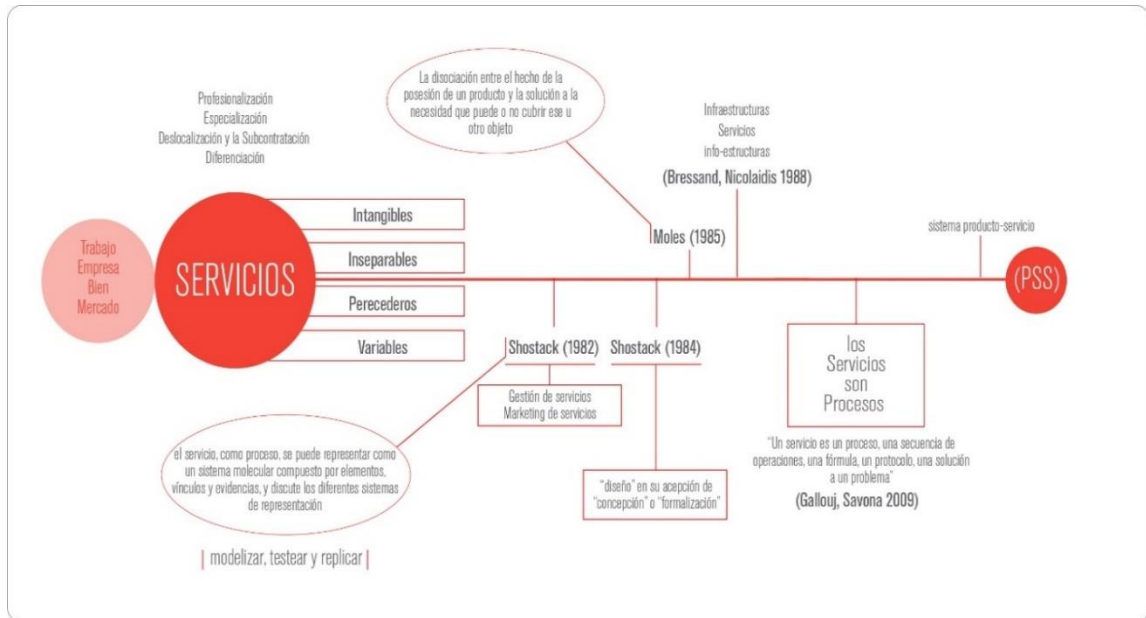 Profesionalización
Especialización
Deslocalización y la Subcontratación
Diferenciación
Trabajo
Empresa
Bien
Mercado
SERVICIOS
Intangibles
Inseparables
Perecederos
Variables
La disociación entre el hecho de la
posesión de un producto y la solución a la
necesidad que puede o no cubrir ese u
otro objeto
Moles (1985)
Infraestructuras
Servicios
info-estructuras
(Bressand, Nicolaidis 1988)
sistema producto-servicio
(PSS)
Shostack (1982)
Gestión de servicios
Marketing de servicios
el servicio, como proceso, se puede representar como
un sistema molecular compuesto por elementos,
vínculos y evidencias, y discute los diferentes sistemas
de representación
| modelizar, testear y replicar |
Shostack (1984)
“diseño” en su acepción de
“concepción” o “formalización”
los
Servicios
son
Procesos
“Un servicio es un proceso, una secuencia de
operaciones, una fórmula, un protocolo, una solución
a un problema”
(Gallouj, Savona 2009)